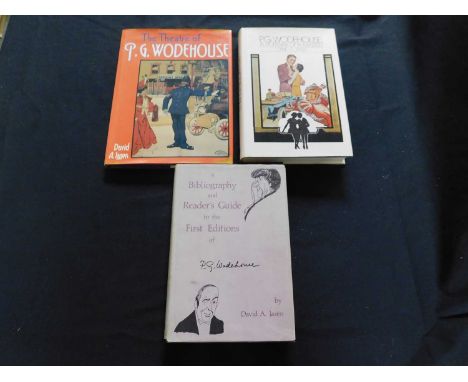 The Theatre of
P. G. WODEHOUSE
David
A. Jasen
P.G. WODEHOUSE
A
Bibliography
and
Reader's Guide
to the
First Editions
of
P.G. Wodehouse
by
David A. Jasen